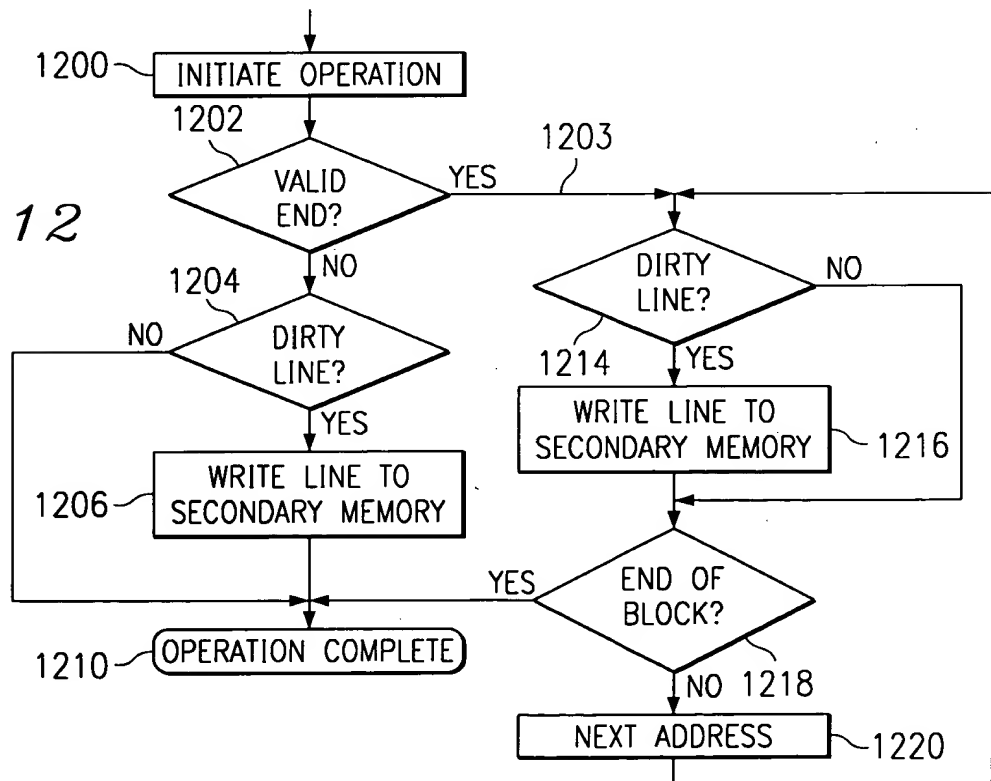 1200
INITIATE OPERATION
1202
VALID
END?
YES
1203
12
NO
1204
DIRTY
LINE?
NO
YES
DIRTY
LINE?
NO
1214
YES
WRITE LINE TO
SECONDARY MEMORY
1216
1206
WRITE LINE TO
SECONDARY MEMORY
YES
END OF
BLOCK?
1218
NO
1210
OPERATION COMPLETE
NEXT ADDRESS
1220